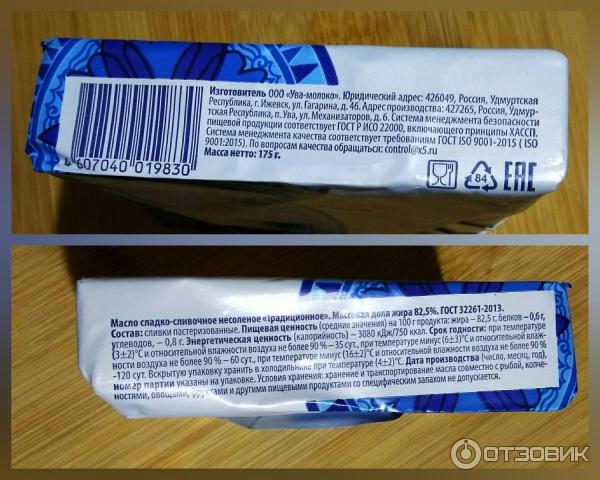 Изготовитель ООО «Ува-молоко». Юридический адрес: 426049, Россия, Удмуртская
Республика, г. Ижевск, ул. Гагарина, д. 46. Адрес производства: 427265, Россия, Удмур-
тская Республика, п. Ува, ул. Механизаторов, д. 6. Система менеджмента безопасности
пищевой продукции соответствует ГОСТ Р ИСО 22000, включающего принципы ХАССП.
Система менеджмента качества соответствует требованиям ГОСТ ISO 9001-2015 ( ISO
9001:2015). По вопросам качества обращаться: control@x5.ru
Масса нетто: 175 г.
4607040019830
84
ЕАС
Масло сладко-сливочное несоленое «Традиционное». Массовая доля жира 82,5%. ГОСТ 32261-2013.
Состав: сливки пастеризованные. Пищевая ценность (средние значения) на 100 г продукта: жира – 82,5 г, белков – 0,6 г,
углеводов, – 0,8 г. Энергетическая ценность (калорийность) – 3080 кДж/750 ккал. Срок годности: при температуре
(3±2)°С и относительной влажности воздуха не более 90 % – 35 сут., при температуре минус (6±3)°С и относительной влаж-
ности воздуха не более 90 % – 60 сут., при температуре минус (16±2)°С и относительной влажности воздуха не более 90 %
-120 сут. Вскрытую упаковку хранить в холодильнике при температуре (4±2)°С. Дата производства (число, месяц, год),
номер партии указаны на упаковке. Условия хранения: хранение и транспортирование масла совместно с рыбой, копче-
ностями, овощами, фруктами и другими пищевыми продуктами со специфическим запахом не допускается.
ОТЗОВИК